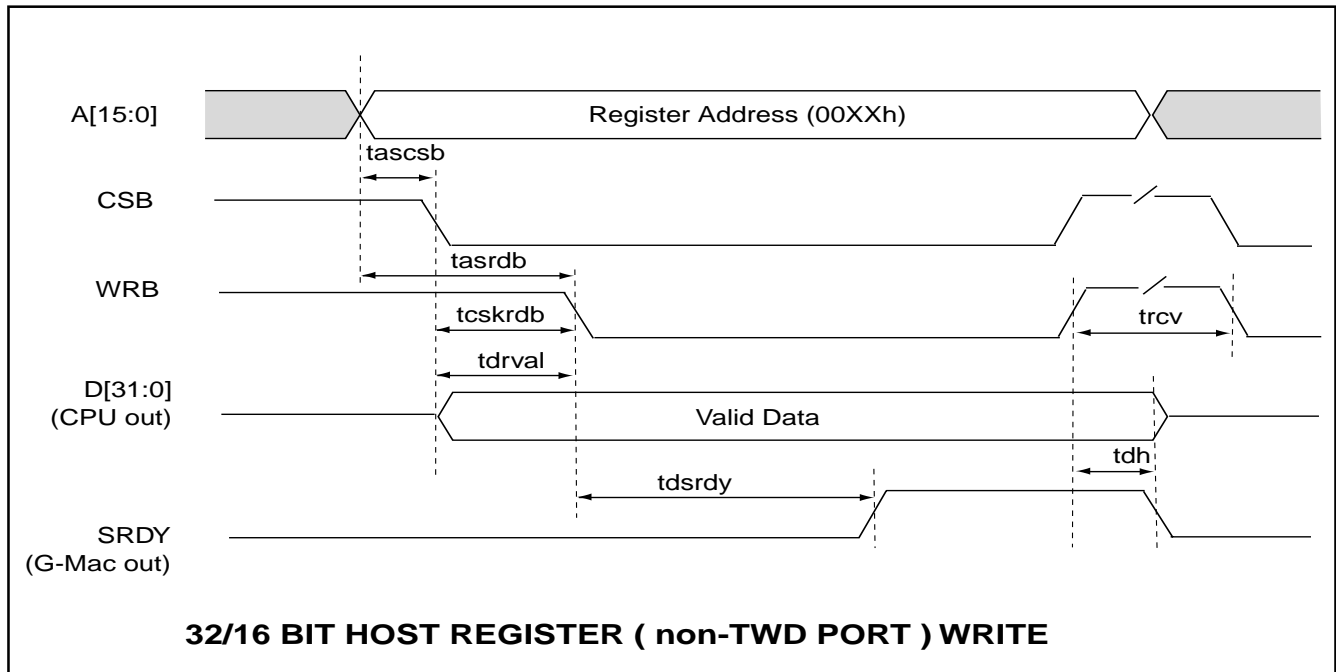 A[15:0]
Register Address (00XXh)
tascsb
CSB
tasrdb
WRB
tcskrdb
trcv
tdrval
D[31:0]
(CPU out)
Valid Data
tdh
tdsrdy
SRDY
(G-Mac out)
32/16 BIT HOST REGISTER ( non-TWD PORT ) WRITE